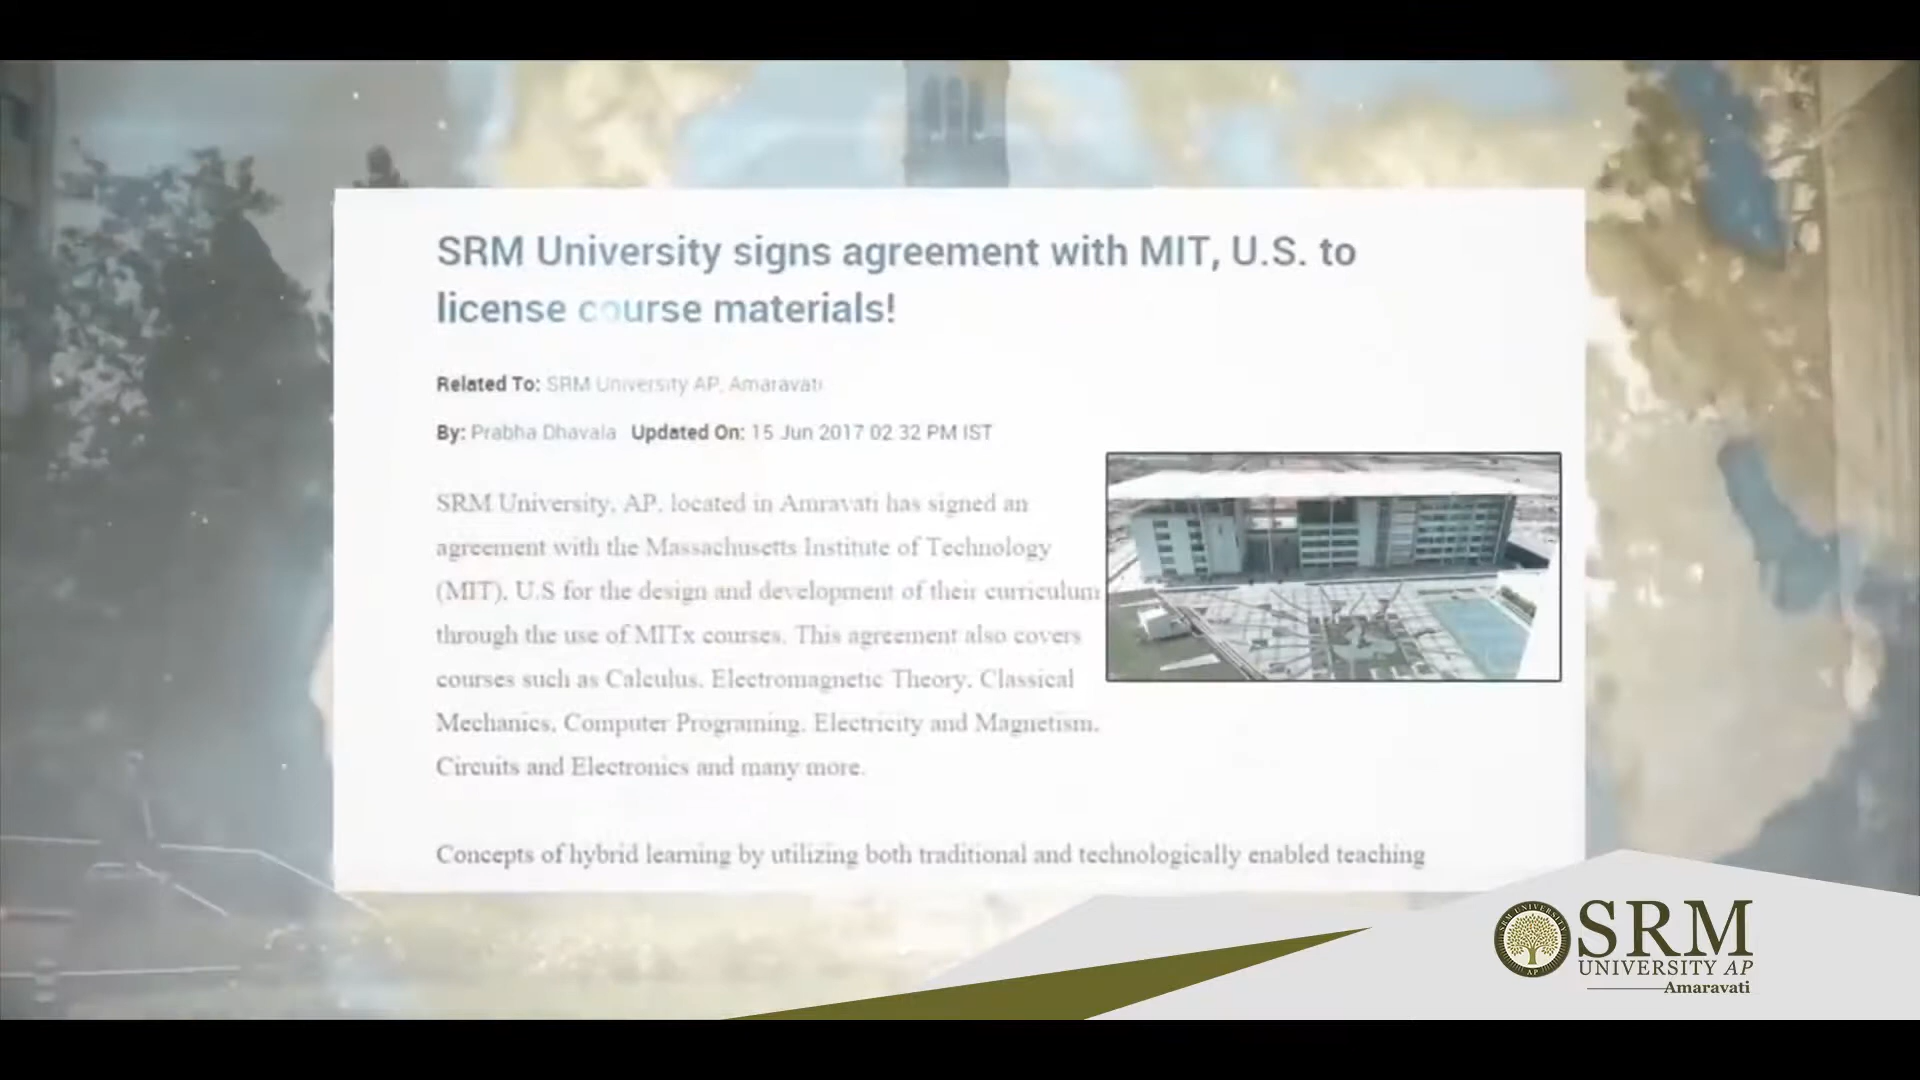 SRM University signs agreement with MIT, U.S. to
license course materials!
Related To: SRM University AP, Amaravati
By: Prabha Dhavala Updated On: 15 Jun 2017 02 32 PM IST
SRM University, AP, located in Amravati has signed an
agreement with the Massachusetts Institute of Technology
(MIT), U.S for the design and development of their curriculum
through the use of MITx courses. This agreement also covers
courses such as Calculus, Electromagnetic Theory, Classical
Mechanics, Computer Programing, Electricity and Magnetism,
Circuits and Electronics and many more.
Concepts of hybrid learning by utilizing both traditional and technologically enabled teaching
SRM UNIVERSITY
AP
SRM
UNIVERSITY AP
Amaravati